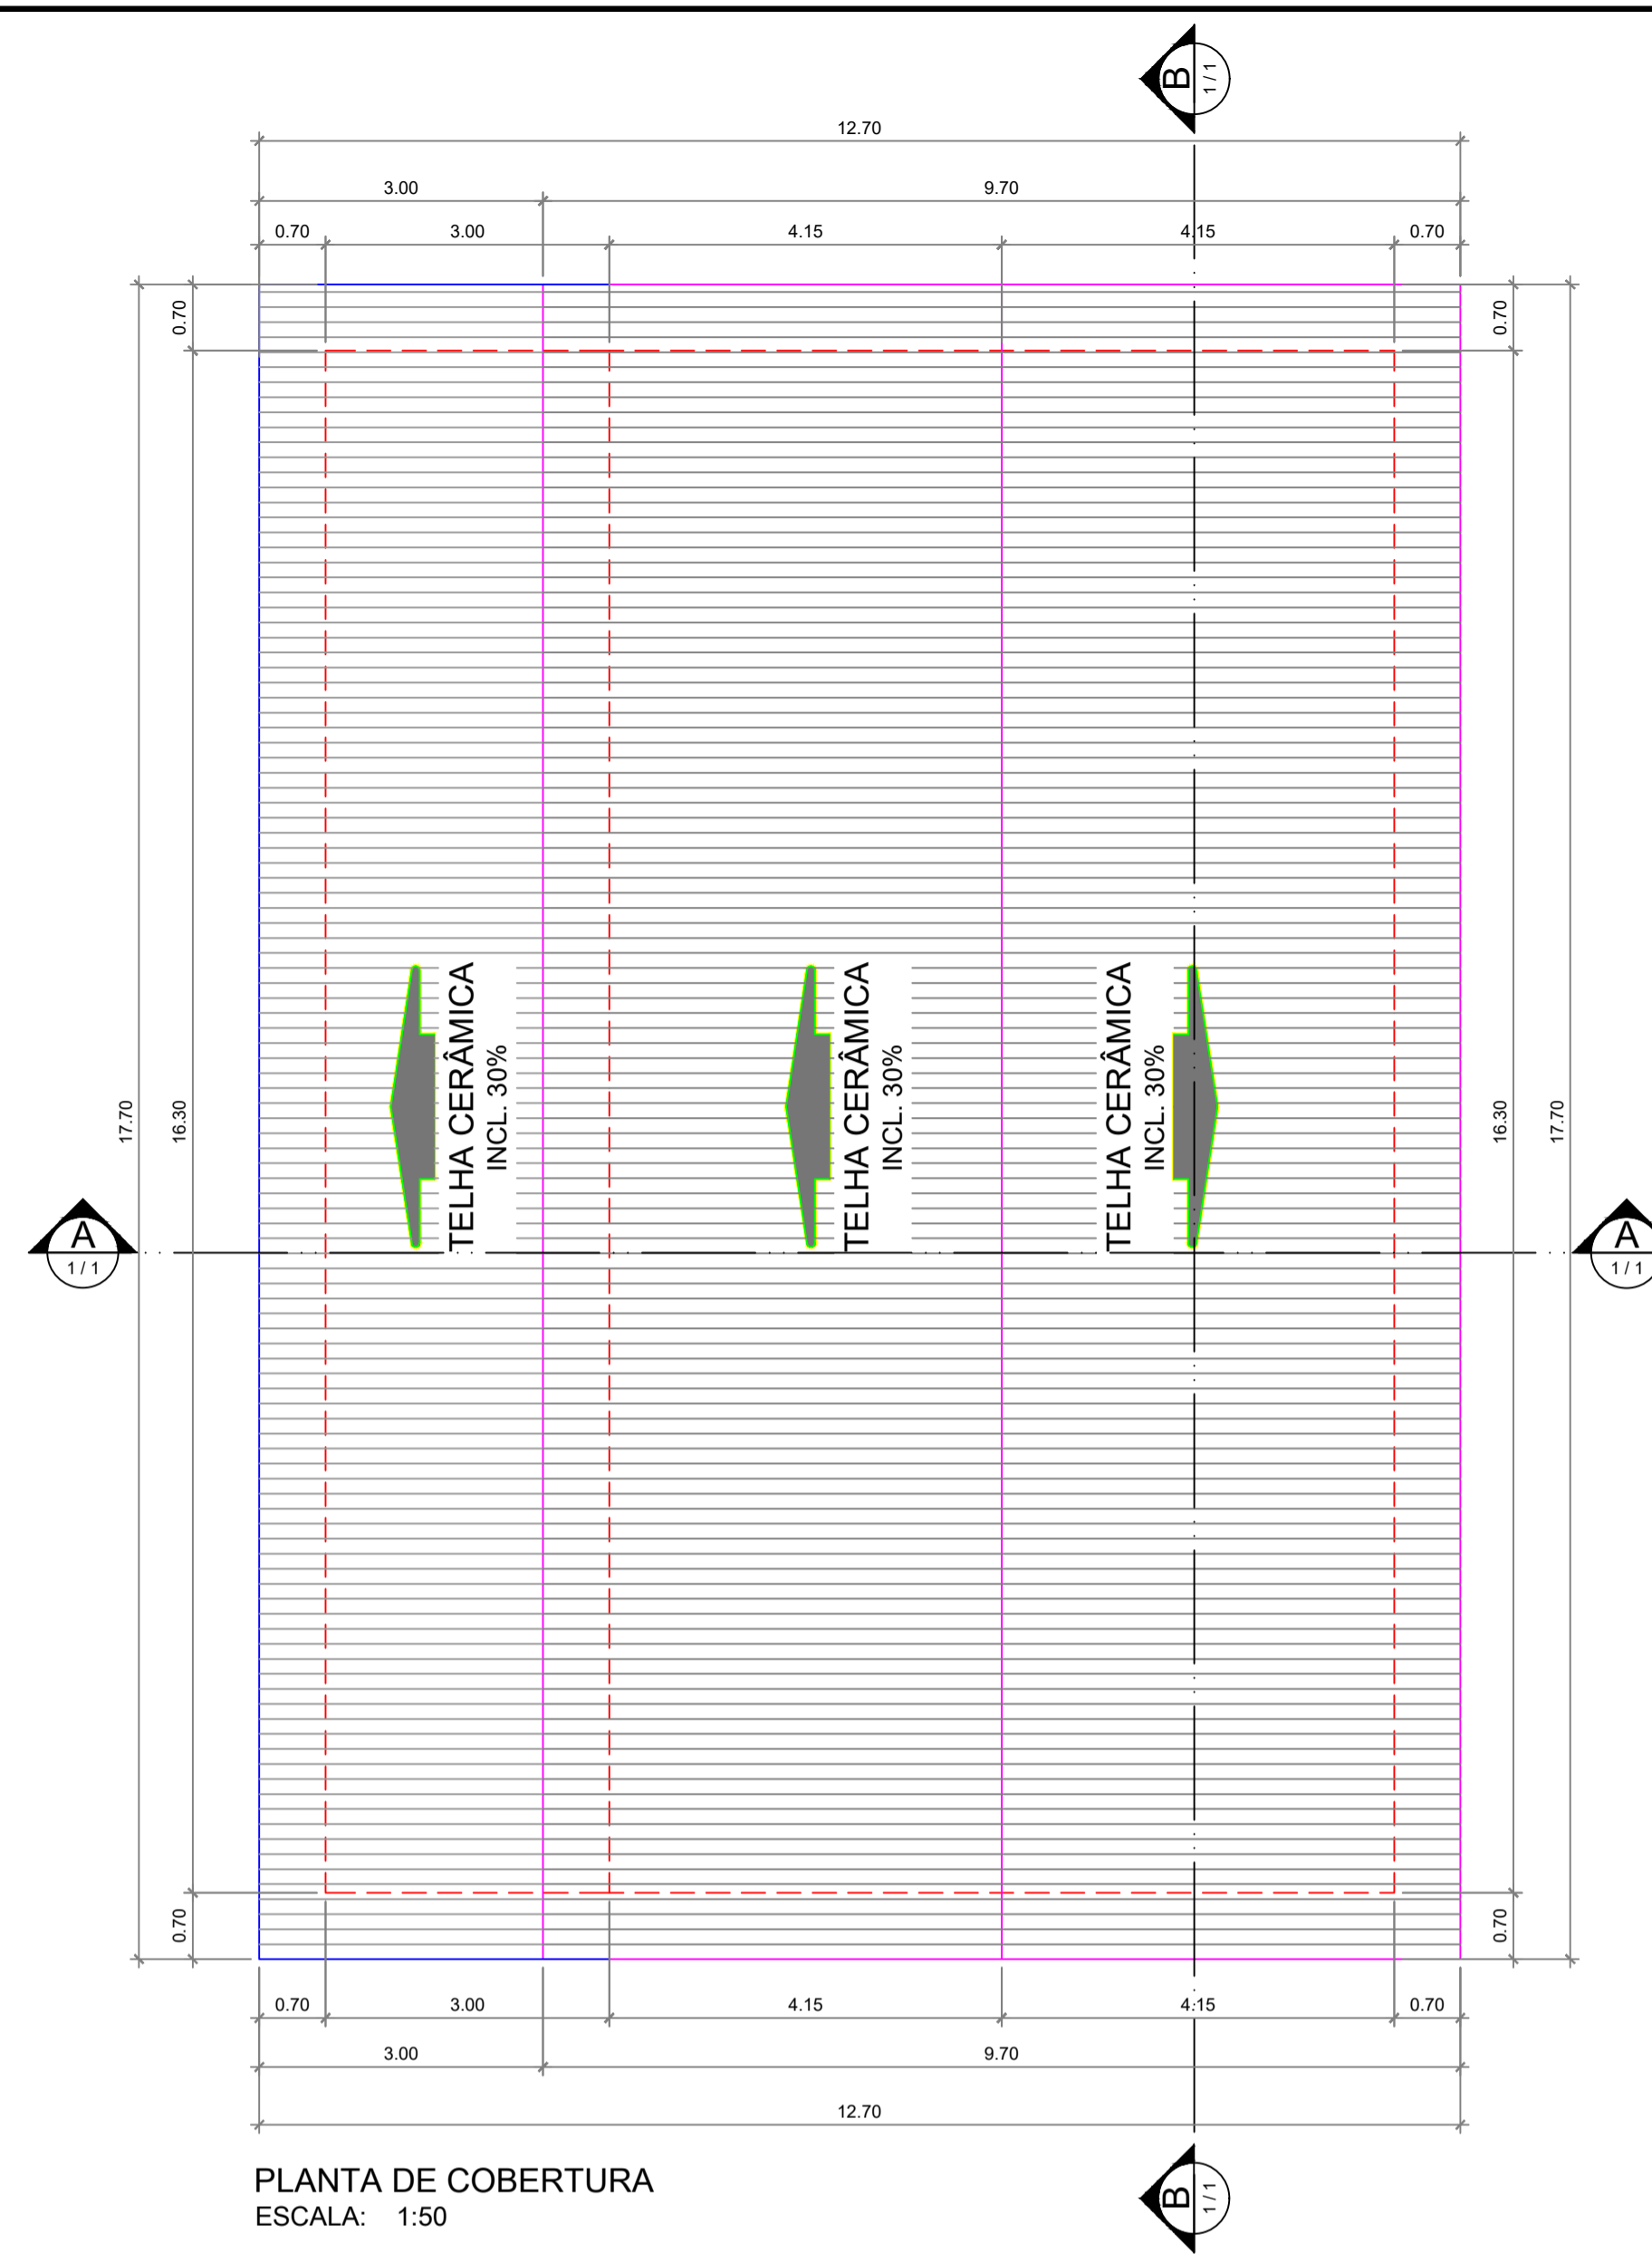 B
1 / 1
12.70
3.00
9.70
0.70
3.00
4.15
4.15
0.70
0.70
0.70
TELHA CERÂMICA
INCL. 30%
TELHA CERÂMICA
INCL. 30%
TELHA CERÂMICA
INCL. 30%
17.70
16.30
16.30
17.70
A
1 / 1
A
1 / 1
0.70
0.70
0.70
3.00
4.15
4.15
0.70
3.00
9.70
12.70
PLANTA DE COBERTURA
ESCALA: 1:50
B
1 / 1